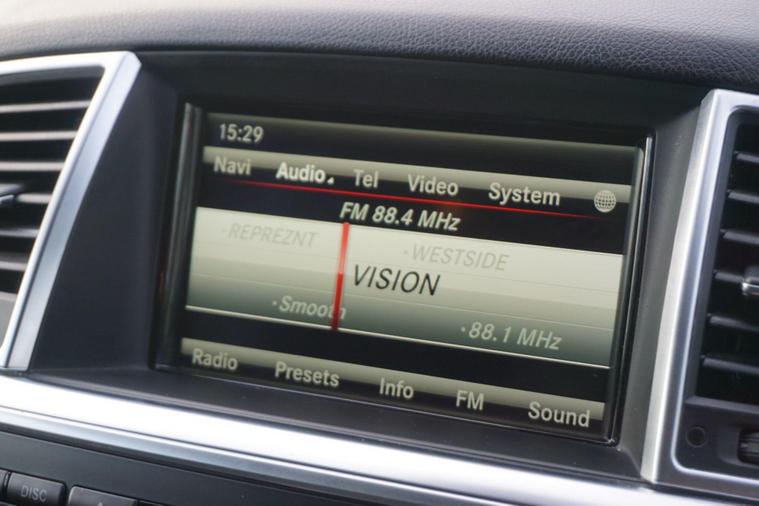 15:29
Navi Audio Tel Video System
FM 88.4 MHz
·REPREZNT ·WESTSIDE
VISION
·Smooth ·88.1 MHz
Radio Presets Info FM Sound
DISC